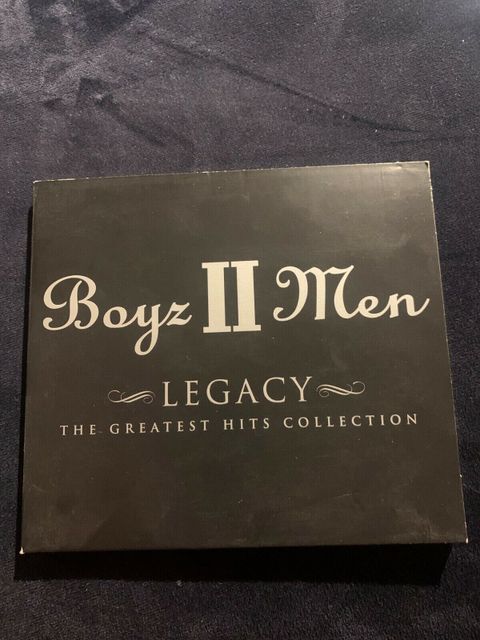 Boyz II Men
LEGACY
THE GREATEST HITS COLLECTION